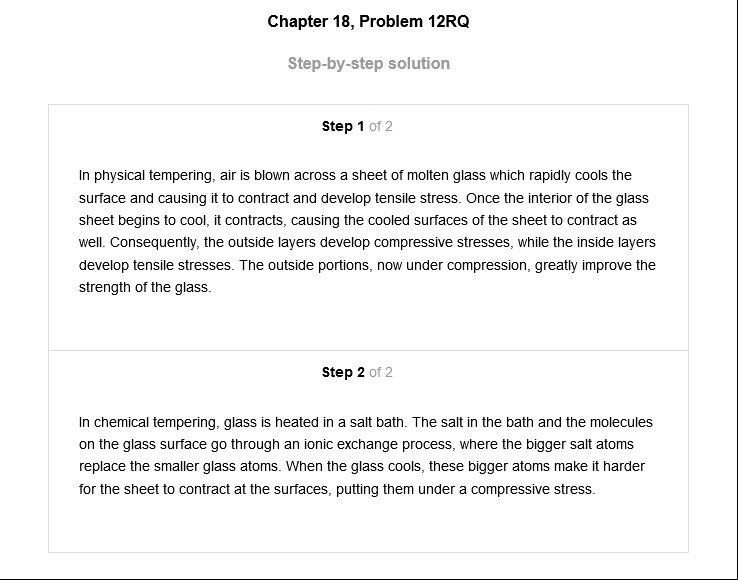 Chapter 18, Problem 12RQ
Step-by-step solution
Step 1 of 2
In physical tempering, air is blown across a sheet of molten glass which rapidly cools the
surface and causing it to contract and develop tensile stress. Once the interior of the glass
sheet begins to cool, it contracts, causing the cooled surfaces of the sheet to contract as
well. Consequently, the outside layers develop compressive stresses, while the inside layers
develop tensile stresses. The outside portions, now under compression, greatly improve the
strength of the glass.
Step 2 of 2
In chemical tempering, glass is heated in a salt bath. The salt in the bath and the molecules
on the glass surface go through an ionic exchange process, where the bigger salt atoms
replace the smaller glass atoms. When the glass cools, these bigger atoms make it harder
for the sheet to contract at the surfaces, putting them under a compressive stress.